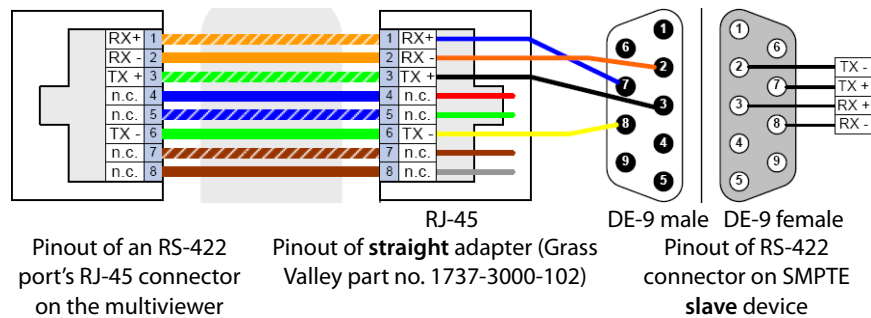 RX+ 1
RX - 2
TX + 3
n.c. 4
n.c. 5
TX - 6
n.c. 7
n.c. 8
1 RX+
2 RX -
3 TX +
4 n.c.
5 n.c.
6 TX -
7 n.c.
8 n.c.
1
6
2
7
3
8
4
9
5
1
6
2
7
3
8
4
9
5
TX -
TX +
RX +
RX -
RJ-45
DE-9 male
DE-9 female
Pinout of an RS-422
port's RJ-45 connector
on the multiviewer
Pinout of straight adapter (Grass
Valley part no. 1737-3000-102)
Pinout of RS-422
connector on SMPTE
slave device